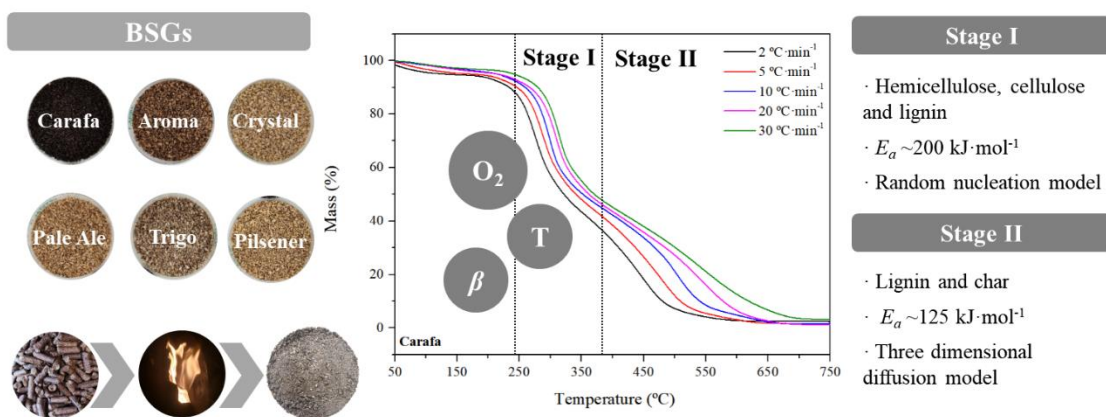 BSGs
Carafa
Aroma
Crystal
Pale Ale
Trigo
Pilsener
Mass (%)
100
80
60
40
20
0
Stage I
Stage II
2 ºC·min⁻¹
5 ºC·min⁻¹
10 ºC·min⁻¹
20 ºC·min⁻¹
30 ºC·min⁻¹
O₂
T
β
Carafa
50
150
250
350
450
550
650
750
Temperature (ºC)
Stage I
· Hemicellulose, cellulose
and lignin
· Eₐ ~200 kJ·mol⁻¹
· Random nucleation model
Stage II
· Lignin and char
· Eₐ ~125 kJ·mol⁻¹
· Three dimensional
diffusion model